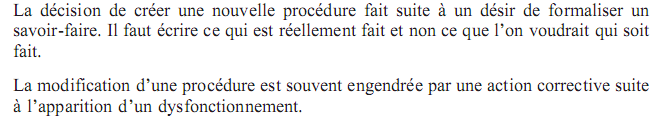 La décision de créer une nouvelle procédure fait suite à un désir de formaliser un
savoir-faire. Il faut écrire ce qui est réellement fait et non ce que l'on voudrait qui soit
fait.
La modification d'une procédure est souvent engendrée par une action corrective suite
à l'apparition d'un dysfonctionnement.